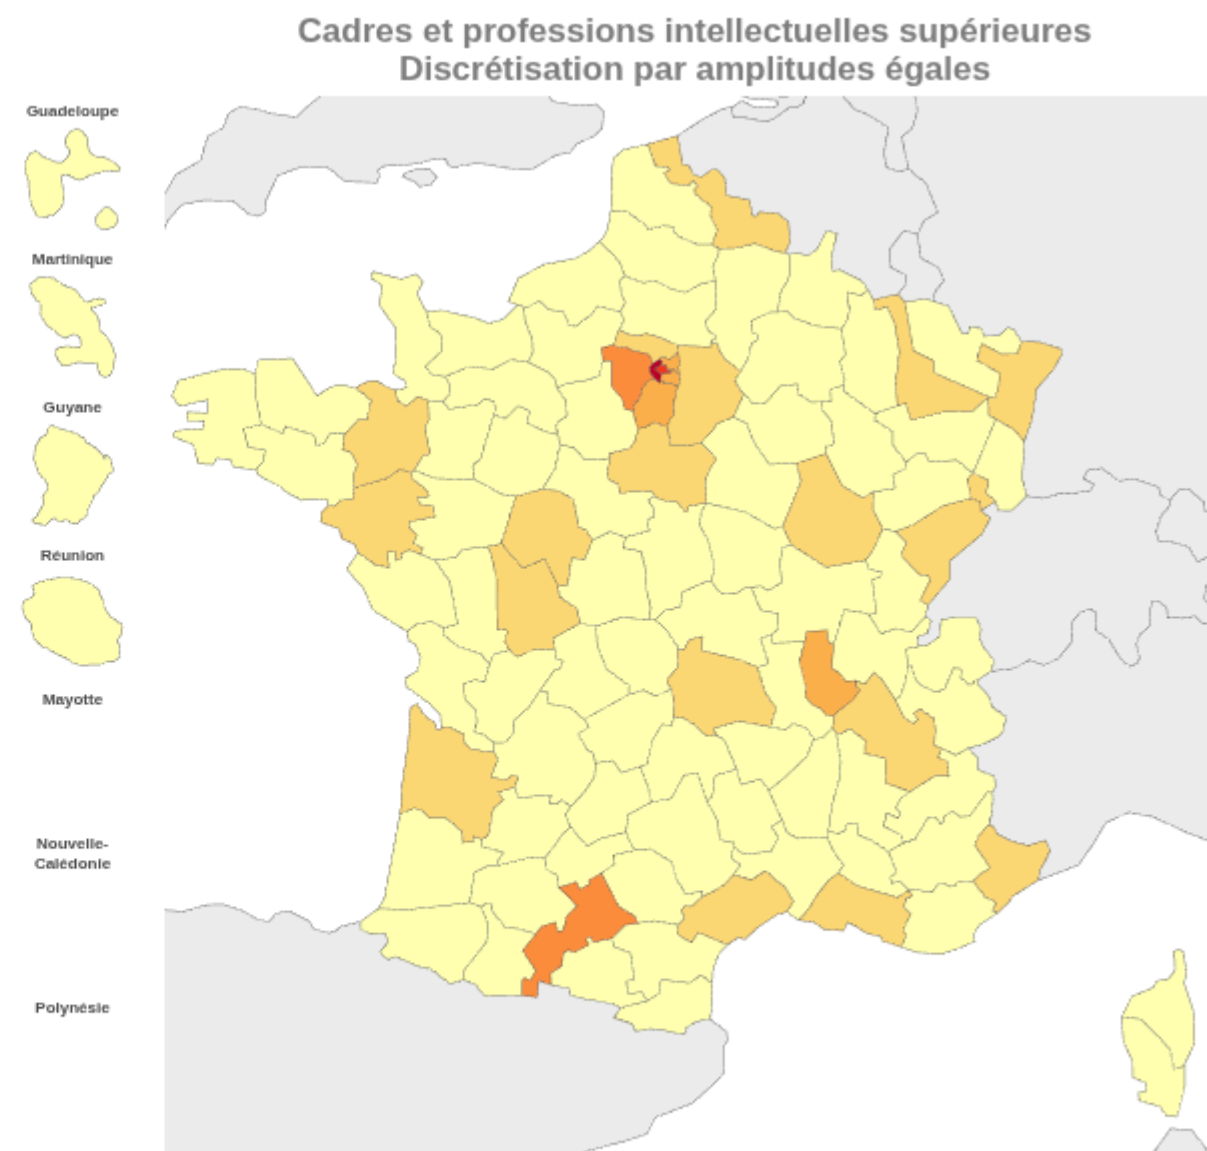 Cadres et professions intellectuelles supérieures
Discrétisation par amplitudes égales
Guadeloupe
Martinique
Guyane
Réunion
Mayotte
Nouvelle-
Calédonie
Polynésie